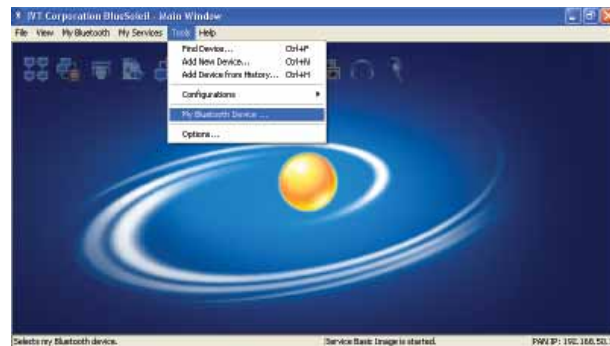 IVT Corporation BlueSoleil - Main Window
File View My Bluetooth My Services Tools Help
Find Device... Ctrl+F
Add New Device... Ctrl+N
Add Device from History... Ctrl+H
Configurations
My Bluetooth Device ...
Options...
Selects my Bluetooth device. Service Basic Image is started. PAN IP: 192.168.50.